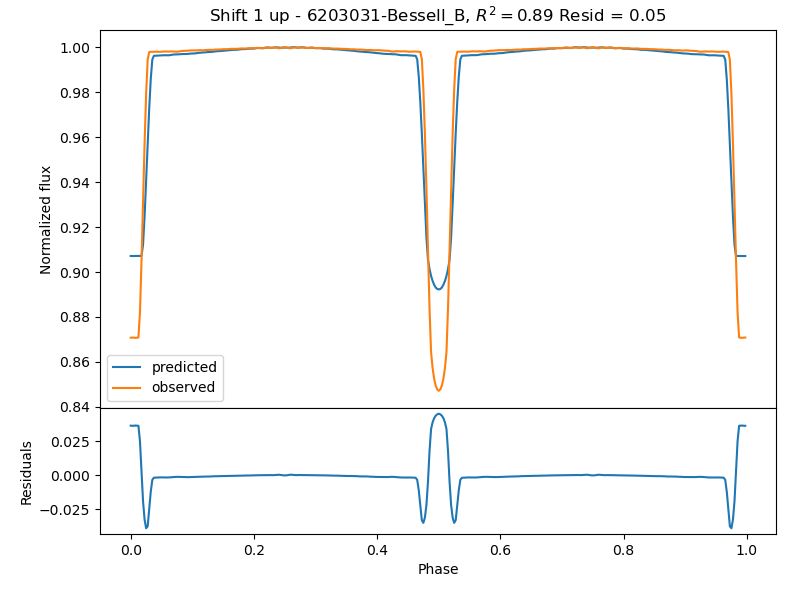 Shift 1 up - 6203031-Bessell_B, R² = 0.89 Resid = 0.05
Normalized flux
1.00
0.98
0.96
0.94
0.92
0.90
0.88
0.86
0.84
predicted
observed
Residuals
0.025
0.000
−0.025
0.0 0.2 0.4 0.6 0.8 1.0
Phase